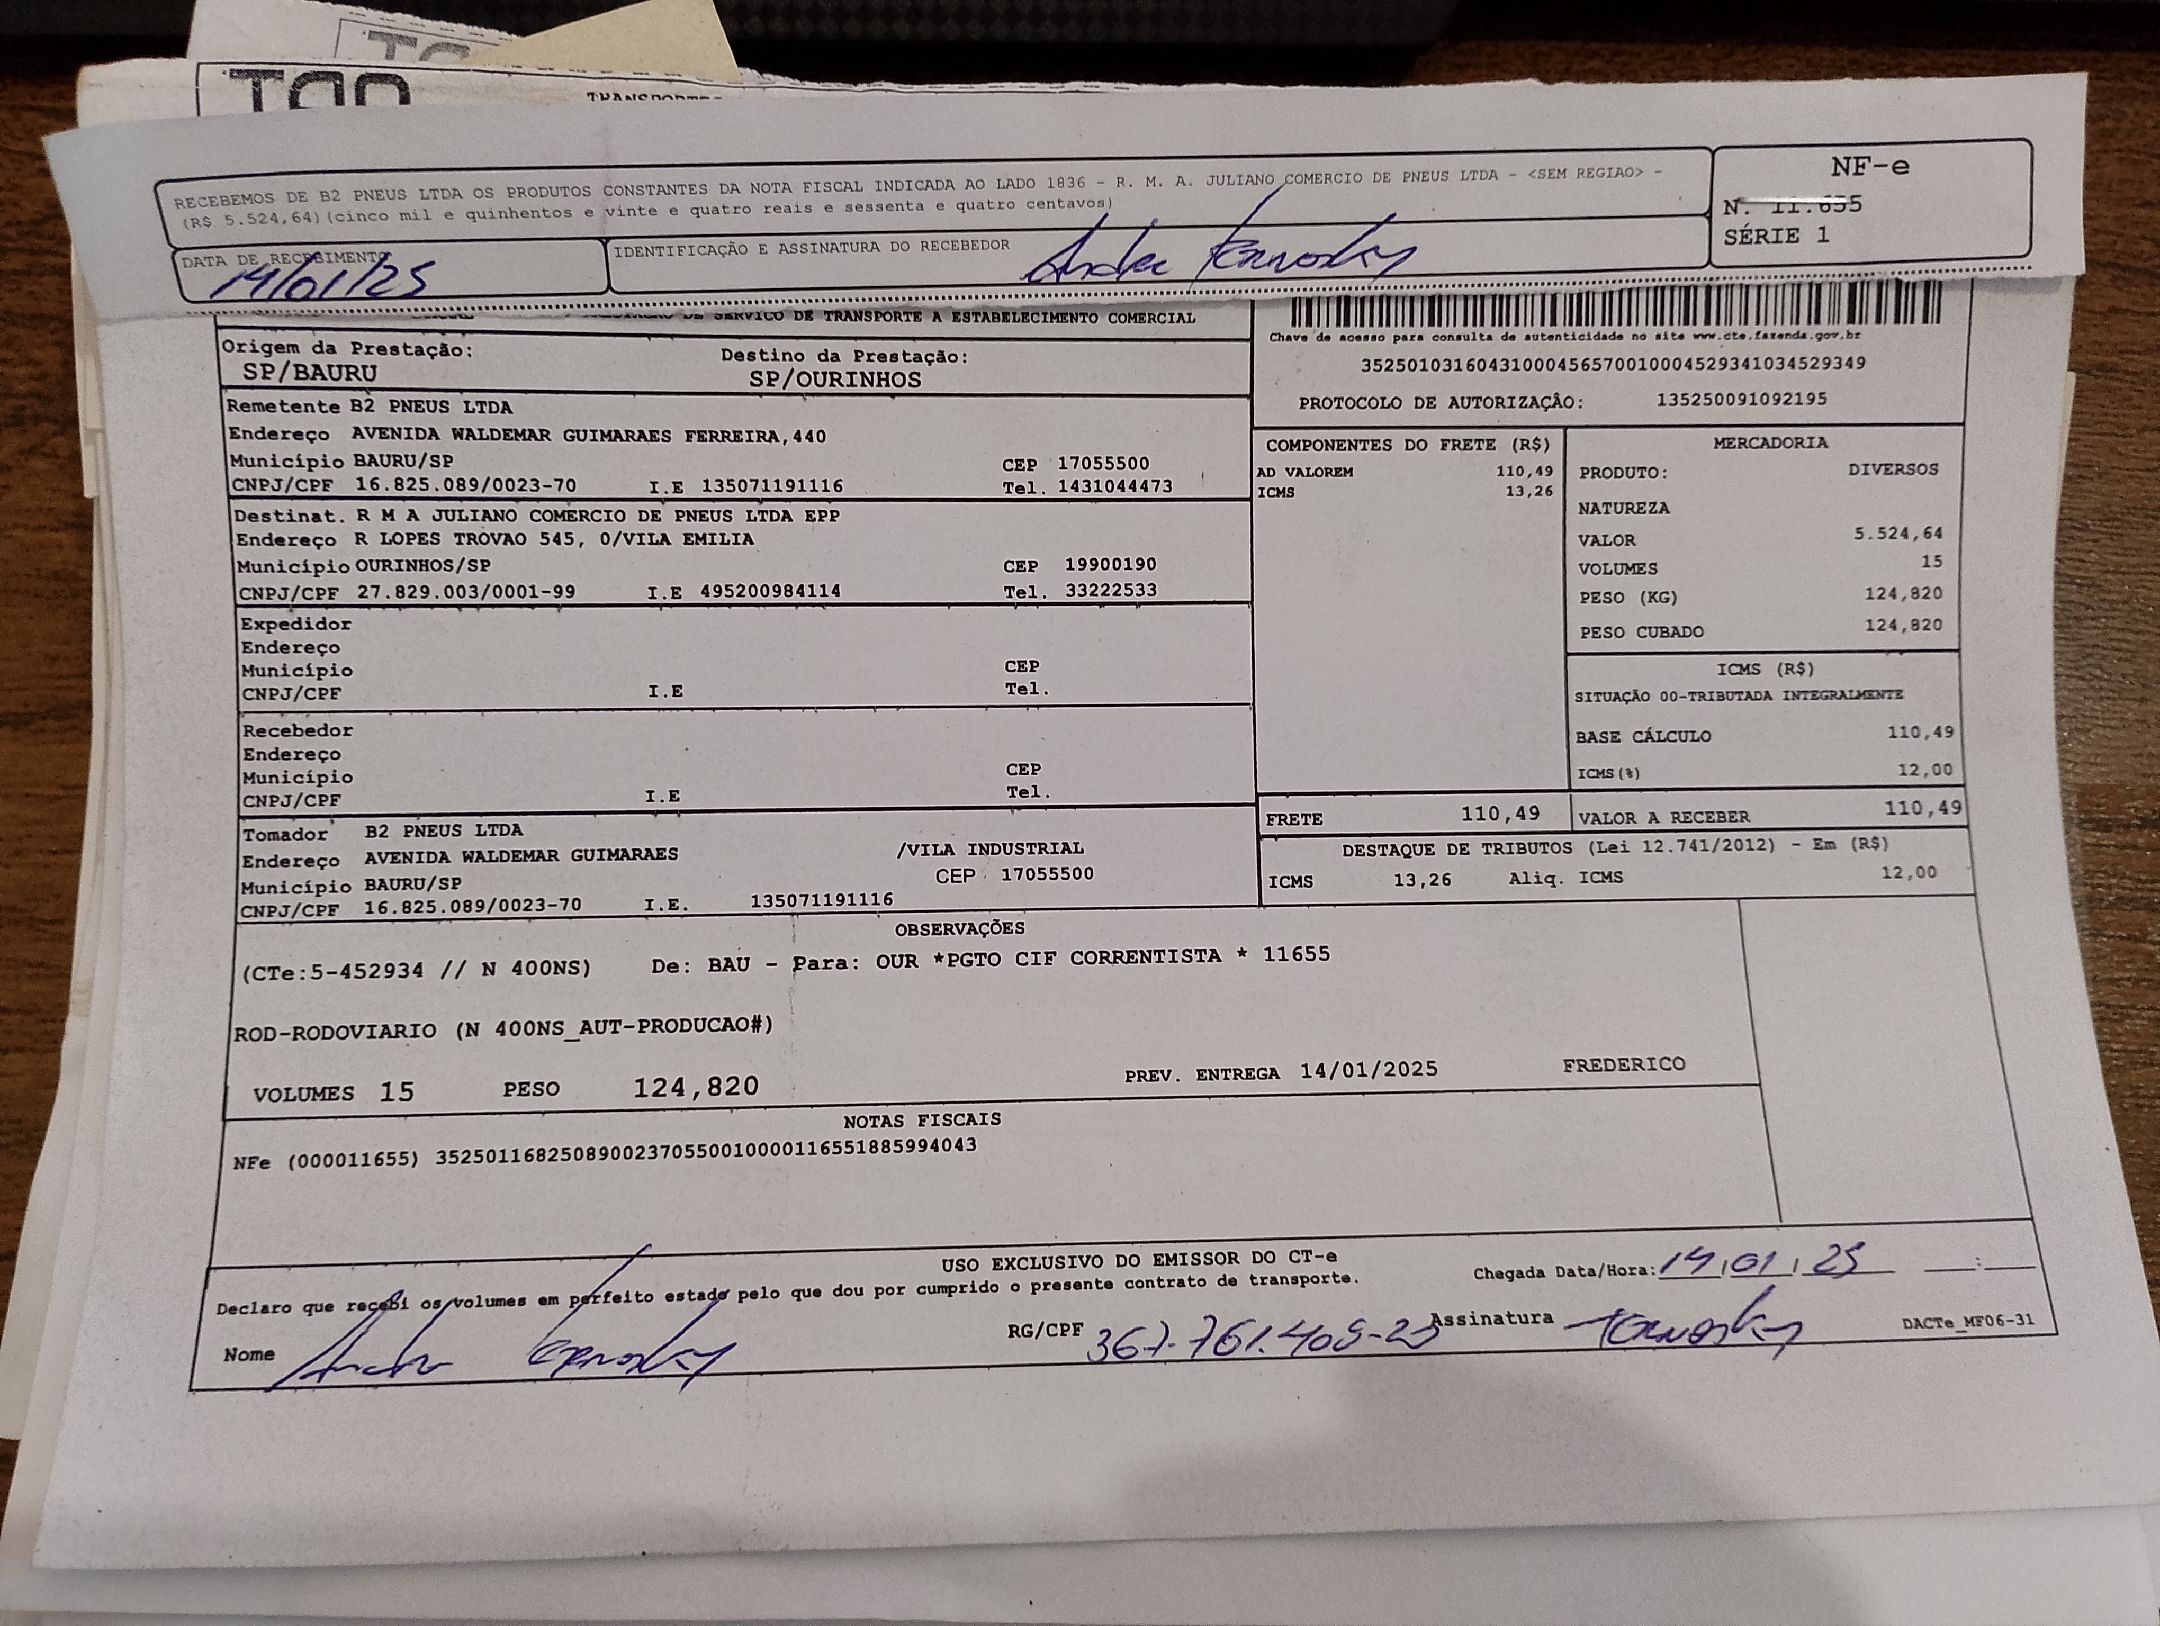 RECEBEMOS DE B2 PNEUS LTDA OS PRODUTOS CONSTANTES DA NOTA FISCAL INDICADA AO LADO 1836 - R. M. A. JULIANO COMERCIO DE PNEUS LTDA - <SEM REGIAO> -
(R$ 5.524,64)(cinco mil e quinhentos e vinte e quatro reais e sessenta e quatro centavos)
NF-e
N. 11.655
SÉRIE 1
DATA DE RECEBIMENTO
14/01/25
IDENTIFICAÇÃO E ASSINATURA DO RECEBEDOR
DE SERVICO DE TRANSPORTE A ESTABELECIMENTO COMERCIAL
Origem da Prestação:
SP/BAURU
Destino da Prestação:
SP/OURINHOS
Chave de acesso para consulta de autenticidade no site www.cte.fazenda.gov.br
35250103160431000456570010004529341034529349
PROTOCOLO DE AUTORIZAÇÃO: 135250091092195
Remetente B2 PNEUS LTDA
Endereço AVENIDA WALDEMAR GUIMARAES FERREIRA,440
Município BAURU/SP CEP 17055500
CNPJ/CPF 16.825.089/0023-70 I.E 135071191116 Tel. 1431044473
Destinat. R M A JULIANO COMERCIO DE PNEUS LTDA EPP
Endereço R LOPES TROVAO 545, 0/VILA EMILIA
Município OURINHOS/SP CEP 19900190
CNPJ/CPF 27.829.003/0001-99 I.E 495200984114 Tel. 33222533
Expedidor
Endereço
Município CEP
CNPJ/CPF I.E Tel.
Recebedor
Endereço
Município CEP
CNPJ/CPF I.E Tel.
Tomador B2 PNEUS LTDA
Endereço AVENIDA WALDEMAR GUIMARAES /VILA INDUSTRIAL
Município BAURU/SP CEP 17055500
CNPJ/CPF 16.825.089/0023-70 I.E. 135071191116
COMPONENTES DO FRETE (R$)
AD VALOREM 110,49
ICMS 13,26
MERCADORIA
PRODUTO: DIVERSOS
NATUREZA
VALOR 5.524,64
VOLUMES 15
PESO (KG) 124,820
PESO CUBADO 124,820
ICMS (R$)
SITUAÇÃO 00-TRIBUTADA INTEGRALMENTE
BASE CÁLCULO 110,49
ICMS(%) 12,00
FRETE 110,49
VALOR A RECEBER 110,49
DESTAQUE DE TRIBUTOS (Lei 12.741/2012) - Em (R$)
ICMS 13,26 Aliq. ICMS 12,00
OBSERVAÇÕES
(CTe:5-452934 // N 400NS) De: BAU - Para: OUR *PGTO CIF CORRENTISTA * 11655
ROD-RODOVIARIO (N 400NS_AUT-PRODUCAO#)
VOLUMES 15 PESO 124,820 PREV. ENTREGA 14/01/2025 FREDERICO
NOTAS FISCAIS
NFe (000011655) 35250116825089002370550010000116551885994043
USO EXCLUSIVO DO EMISSOR DO CT-e
Declaro que recebi os volumes em perfeito estado pelo que dou por cumprido o presente contrato de transporte.
Chegada Data/Hora: 14/01/25 :
Nome
RG/CPF
Assinatura
DACTe_MF06-31